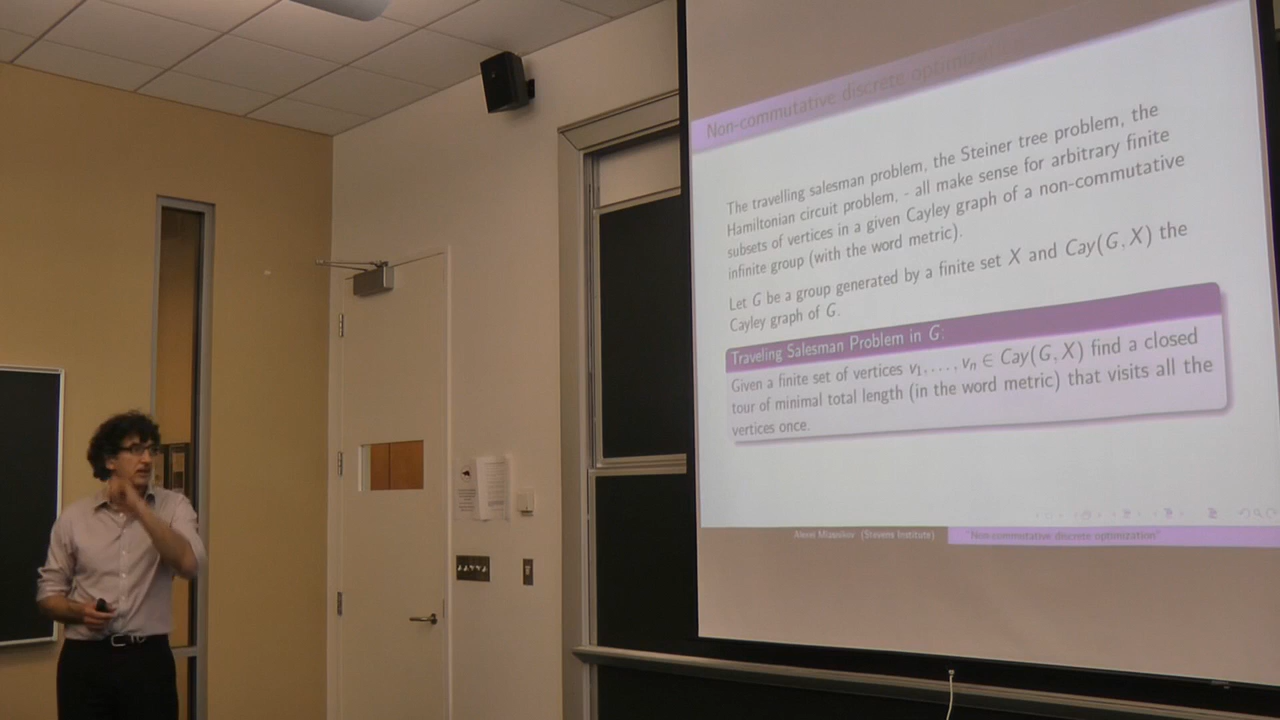 Non-commutative discrete optimization
The travelling salesman problem, the Steiner tree problem, the
Hamiltonian circuit problem, - all make sense for arbitrary finite
subsets of vertices in a given Cayley graph of a non-commutative
infinite group (with the word metric).
Let G be a group generated by a finite set X and Cay(G, X) the
Cayley graph of G.
Traveling Salesman Problem in G:
Given a finite set of vertices v₁, . . . , vₙ ∈ Cay(G, X) find a closed
tour of minimal total length (in the word metric) that visits all the
vertices once.
Alexei Miasnikov (Stevens Institute)
"Non-commutative discrete optimization"